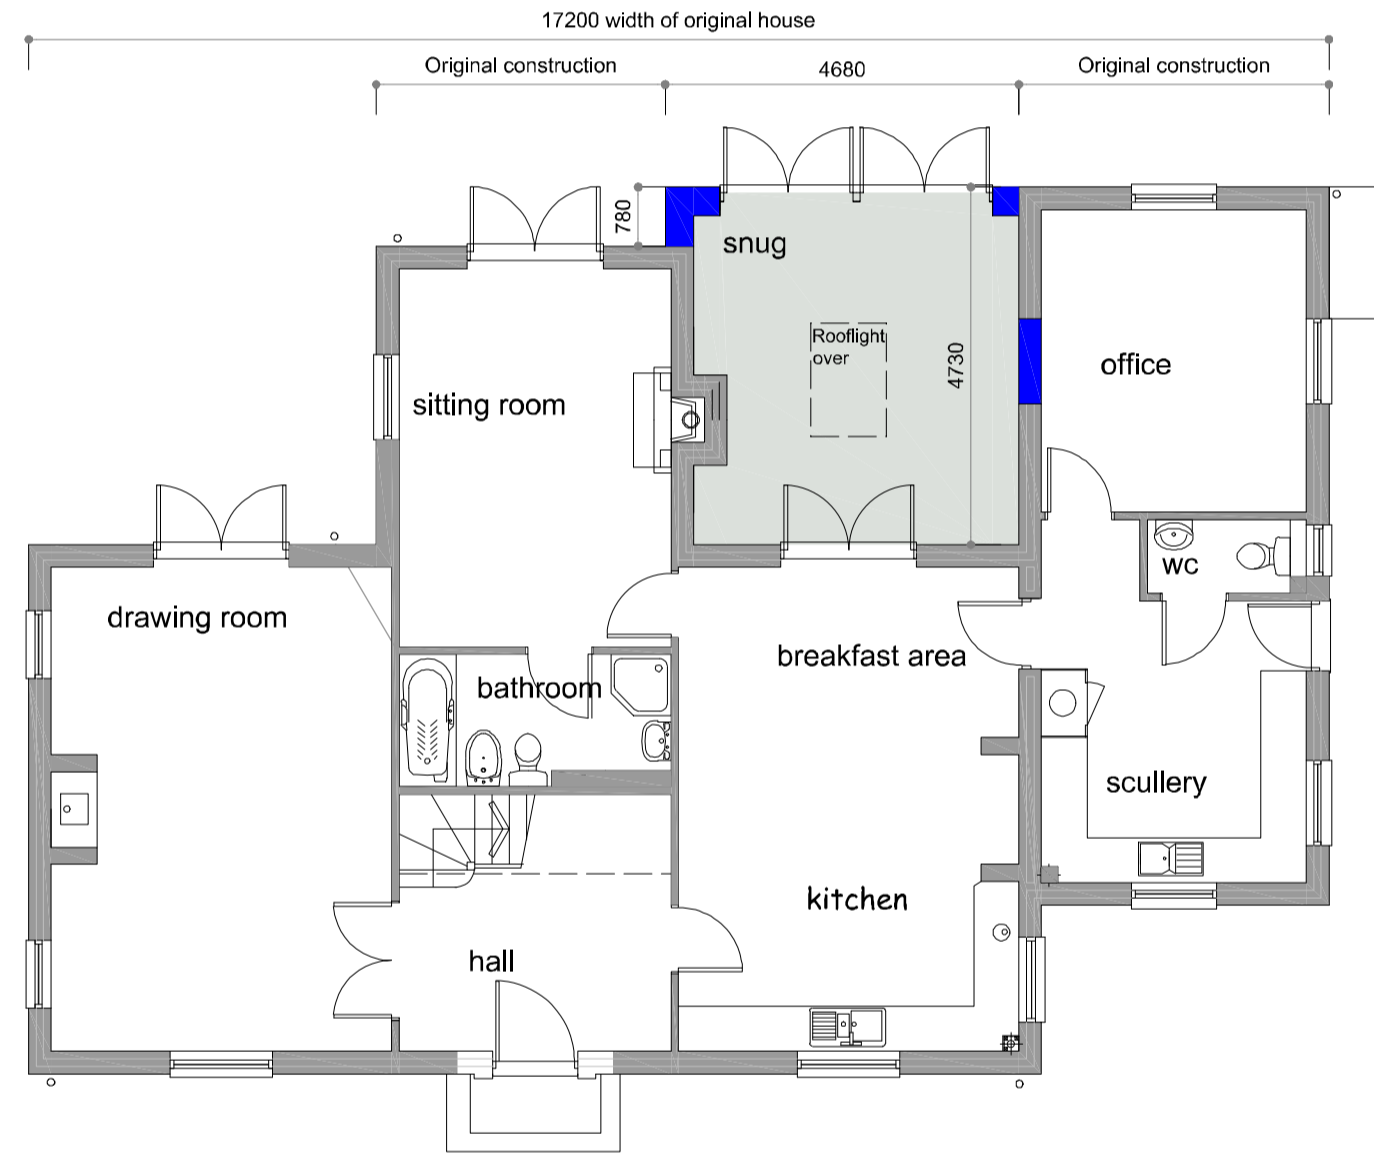 17200 width of original house
Original construction
4680
Original construction
780
snug
Rooflight
over
4730
office
sitting room
wc
drawing room
breakfast area
bathroom
scullery
kitchen
hall